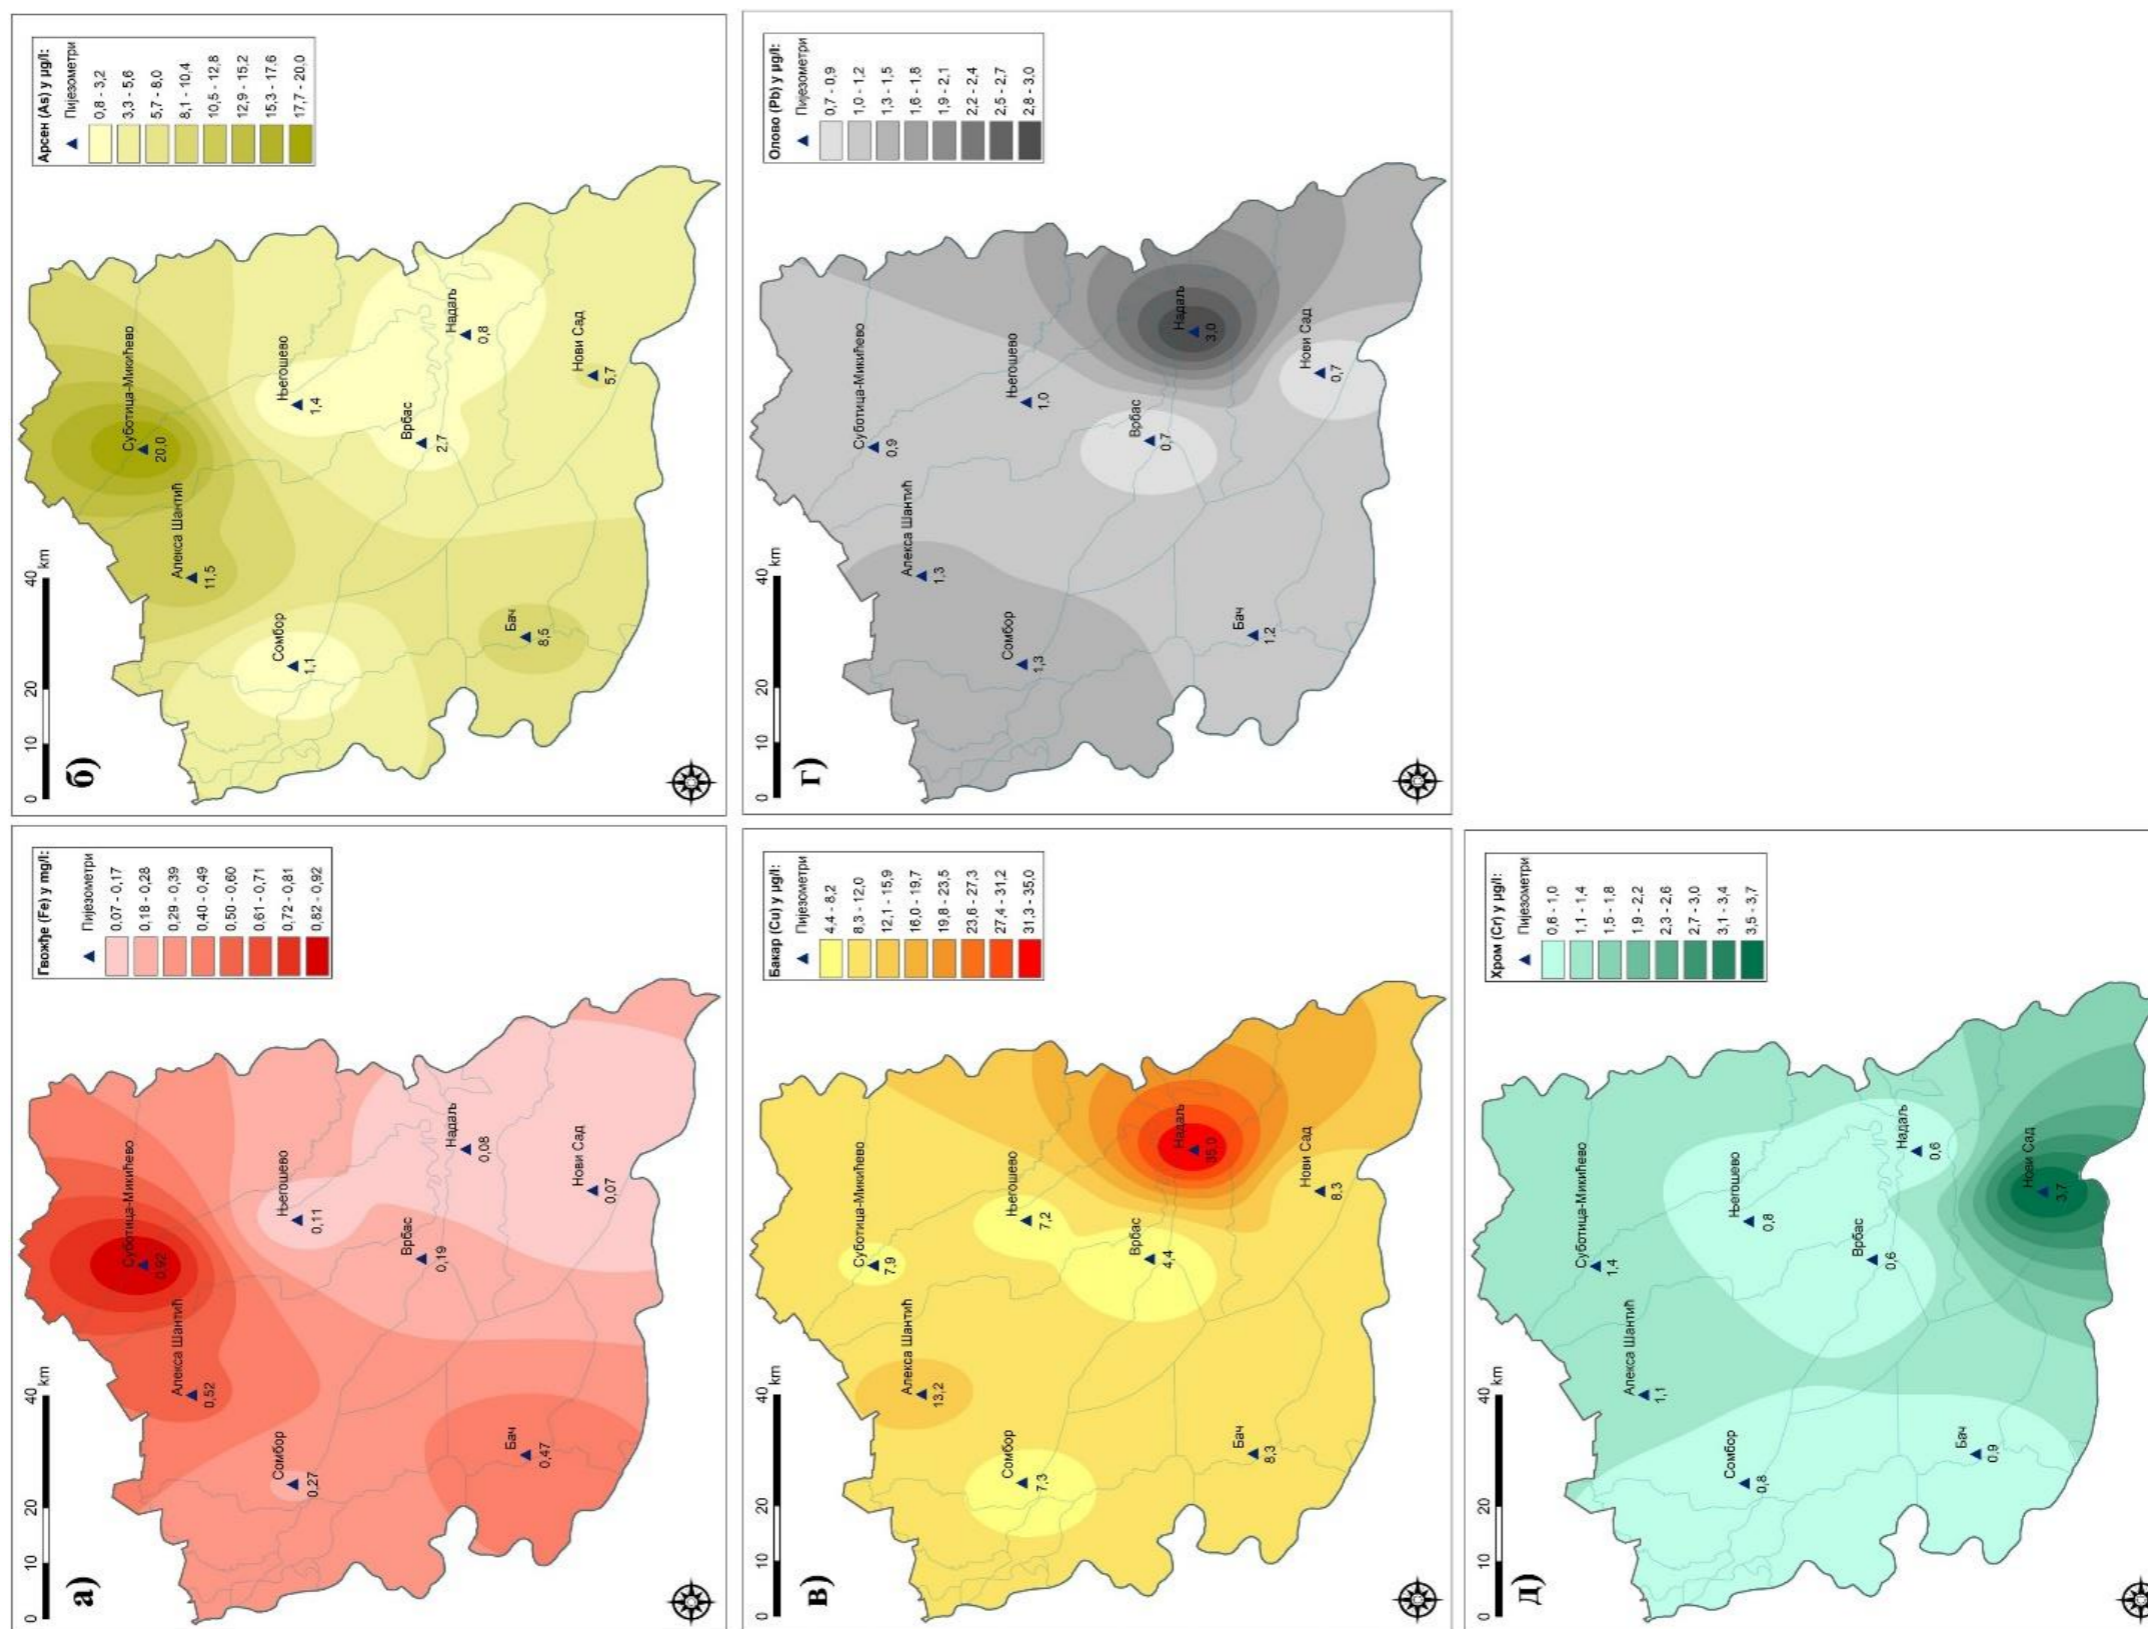 а)
0 10 20 40
km
Гвожђе (Fe) у mg/l:
Пијезометри
0,07 - 0,17
0,18 - 0,28
0,29 - 0,39
0,40 - 0,49
0,50 - 0,60
0,61 - 0,71
0,72 - 0,81
0,82 - 0,92
Суботица-Микићево
0,92
Алекса Шантић
0,52
Његошево
0,11
Сомбор
0,27
Врбас
0,19
Надаљ
0,08
Бач
0,47
Нови Сад
0,07
б)
0 10 20 40
km
Арсен (As) у µg/l:
Пијезометри
0,8 - 3,2
3,3 - 5,6
5,7 - 8,0
8,1 - 10,4
10,5 - 12,8
12,9 - 15,2
15,3 - 17,6
17,7 - 20,0
Суботица-Микићево
20,0
Алекса Шантић
11,5
Његошево
1,4
Сомбор
1,1
Врбас
2,7
Надаљ
0,8
Бач
8,5
Нови Сад
5,7
в)
0 10 20 40
km
Бакар (Cu) у µg/l:
Пијезометри
4,4 - 8,2
8,3 - 12,0
12,1 - 15,9
16,0 - 19,7
19,8 - 23,5
23,6 - 27,3
27,4 - 31,2
31,3 - 35,0
Суботица-Микићево
7,9
Алекса Шантић
13,2
Његошево
7,2
Сомбор
7,3
Врбас
4,4
Надаљ
35,0
Бач
8,3
Нови Сад
8,3
г)
0 10 20 40
km
Олово (Pb) у µg/l:
Пијезометри
0,7 - 0,9
1,0 - 1,2
1,3 - 1,5
1,6 - 1,8
1,9 - 2,1
2,2 - 2,4
2,5 - 2,7
2,8 - 3,0
Суботица-Микићево
0,9
Алекса Шантић
1,3
Његошево
1,0
Сомбор
1,3
Врбас
0,7
Надаљ
3,0
Бач
1,2
Нови Сад
0,7
д)
0 10 20 40
km
Хром (Cr) у µg/l:
Пијезометри
0,6 - 1,0
1,1 - 1,4
1,5 - 1,8
1,9 - 2,2
2,3 - 2,6
2,7 - 3,0
3,1 - 3,4
3,5 - 3,7
Суботица-Микићево
1,4
Алекса Шантић
1,1
Његошево
0,8
Сомбор
0,8
Врбас
0,6
Надаљ
0,6
Бач
0,9
Нови Сад
3,7